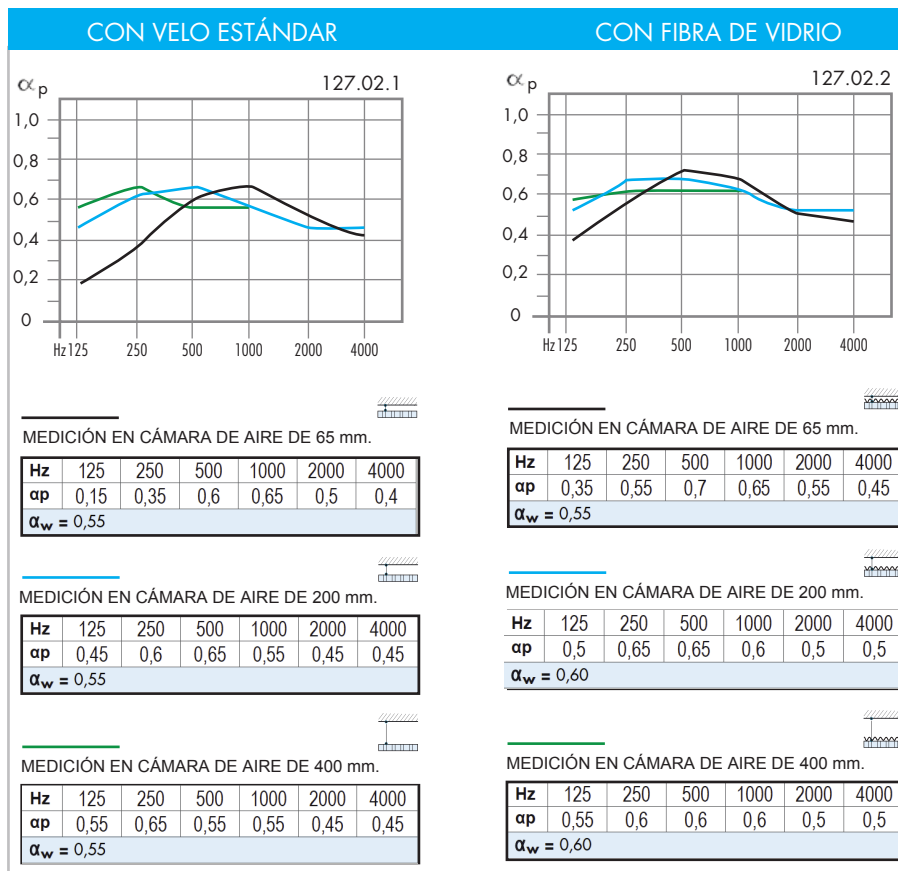 CON VELO ESTÁNDAR
αp 127.02.1
1,0
0,8
0,6
0,4
0,2
0
Hz 125 250 500 1000 2000 4000
MEDICIÓN EN CÁMARA DE AIRE DE 65 mm.
Hz 125 250 500 1000 2000 4000
αp 0,15 0,35 0,6 0,65 0,5 0,4
αw = 0,55
MEDICIÓN EN CÁMARA DE AIRE DE 200 mm.
Hz 125 250 500 1000 2000 4000
αp 0,45 0,6 0,65 0,55 0,45 0,45
αw = 0,55
MEDICIÓN EN CÁMARA DE AIRE DE 400 mm.
Hz 125 250 500 1000 2000 4000
αp 0,55 0,65 0,55 0,55 0,45 0,45
αw = 0,55
CON FIBRA DE VIDRIO
αp 127.02.2
1,0
0,8
0,6
0,4
0,2
0
Hz 125 250 500 1000 2000 4000
MEDICIÓN EN CÁMARA DE AIRE DE 65 mm.
Hz 125 250 500 1000 2000 4000
αp 0,35 0,55 0,7 0,65 0,55 0,45
αw = 0,55
MEDICIÓN EN CÁMARA DE AIRE DE 200 mm.
Hz 125 250 500 1000 2000 4000
αp 0,5 0,65 0,65 0,6 0,5 0,5
αw = 0,60
MEDICIÓN EN CÁMARA DE AIRE DE 400 mm.
Hz 125 250 500 1000 2000 4000
αp 0,55 0,6 0,6 0,6 0,5 0,5
αw = 0,60